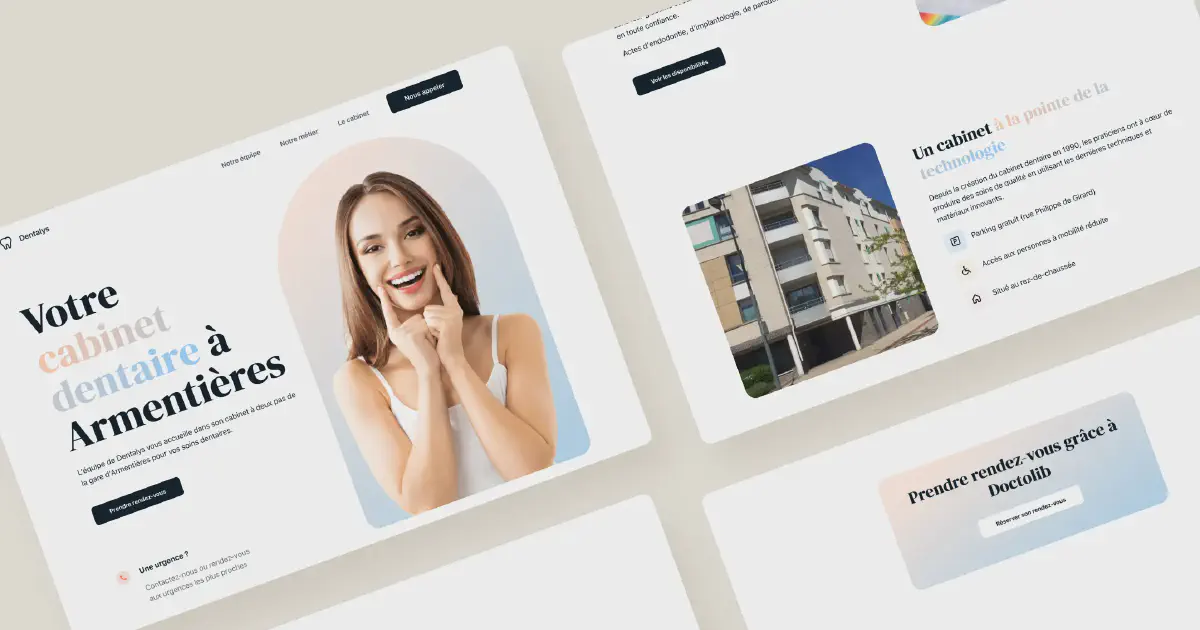 Dentalys
Notre équipe
Notre métier
Le cabinet
Nous appeler
Votre
cabinet
dentaire à
Armentières
L'équipe de Dentalys vous accueille dans son cabinet à deux pas de
la gare d'Armentières pour vos soins dentaires.
Prendre rendez-vous
Une urgence ?
Contactez-nous ou rendez-vous
aux urgences les plus proches
en toute confiance.
Actes d'endodontie, d'implantologie, de
Voir les disponibilités
Un cabinet à la pointe de la
technologie
Depuis la création du cabinet dentaire en 1990, les praticiens ont à cœur de
produire des soins de qualité en utilisant les dernières techniques et
matériaux innovants.
Parking gratuit (rue Philippe de Girard)
Accès aux personnes à mobilité réduite
Situé au rez-de-chaussée
Prendre rendez-vous grâce à
Doctolib
Réserver son rendez-vous